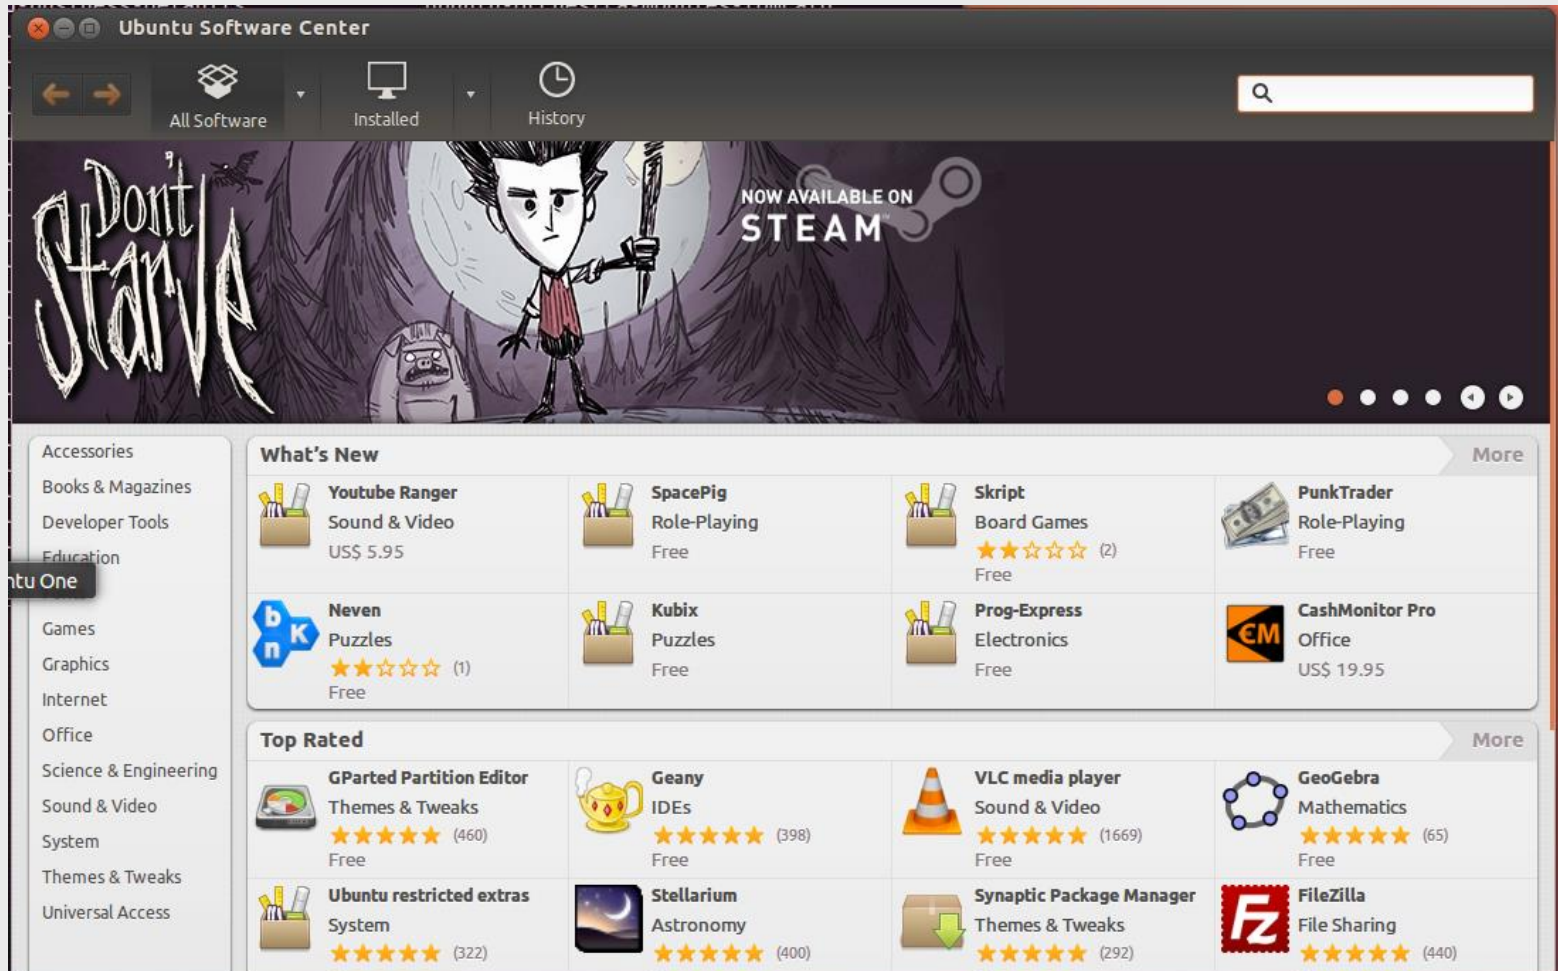 Ubuntu Software Center
All Software
Installed
History
Don't
Starve
NOW AVAILABLE ON
STEAM™
Accessories
Books & Magazines
Developer Tools
Education
ntu One
Games
Graphics
Internet
Office
Science & Engineering
Sound & Video
System
Themes & Tweaks
Universal Access
What's New
More
Youtube Ranger
Sound & Video
US$ 5.95
SpacePig
Role-Playing
Free
Skript
Board Games
(2)
Free
PunkTrader
Role-Playing
Free
bn K
Neven
Puzzles
(1)
Free
Kubix
Puzzles
Free
Prog-Express
Electronics
Free
€M
CashMonitor Pro
Office
US$ 19.95
Top Rated
More
GParted Partition Editor
Themes & Tweaks
(460)
Free
Geany
IDEs
(398)
Free
VLC media player
Sound & Video
(1669)
Free
GeoGebra
Mathematics
(65)
Free
Ubuntu restricted extras
System
(322)
Stellarium
Astronomy
(400)
Synaptic Package Manager
Themes & Tweaks
(292)
Fz
FileZilla
File Sharing
(440)